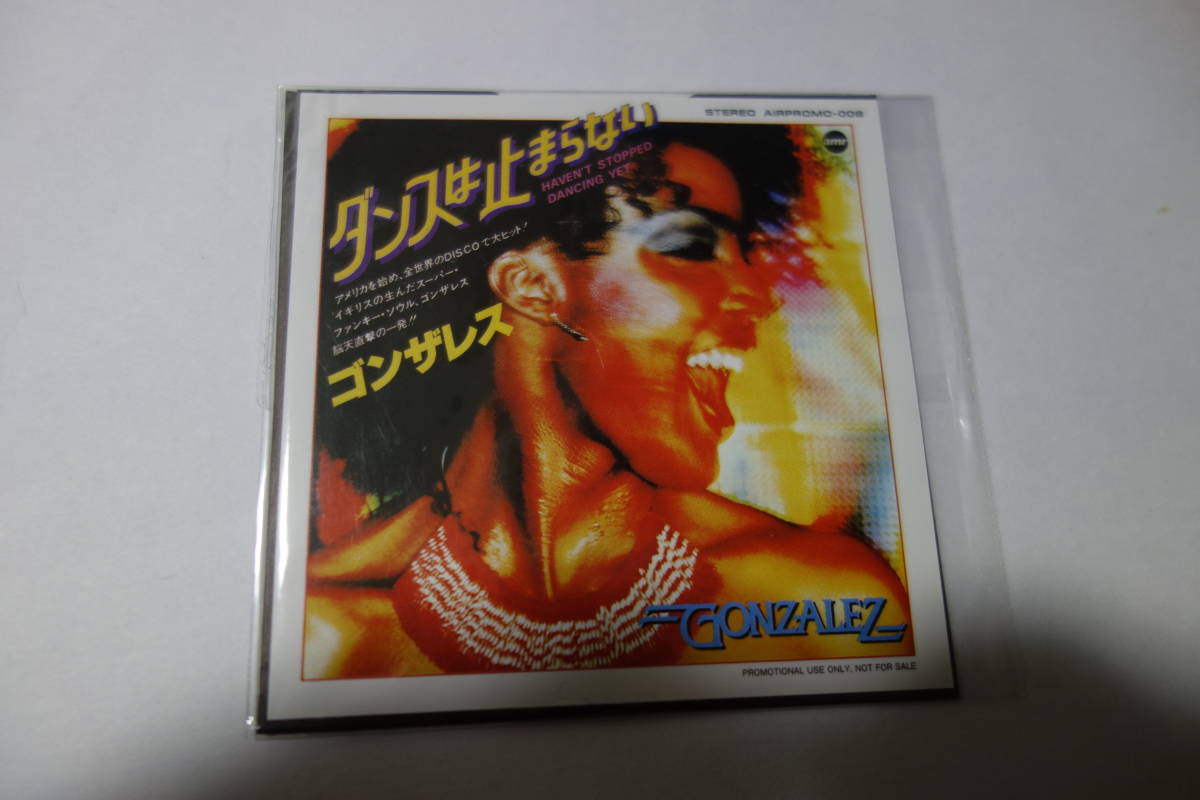 STEREO AIRPROMO-008
amr
ダンスは止まらない
HAVEN'T STOPPED
DANCING YET
アメリカを始め、全世界のDISCOで大ヒット!
イギリスの生んだスーパー・
ファンキー・ソウル、ゴンザレス
脳天直撃の一発!!
ゴンザレス
GONZALEZ
PROMOTIONAL USE ONLY, NOT FOR SALE